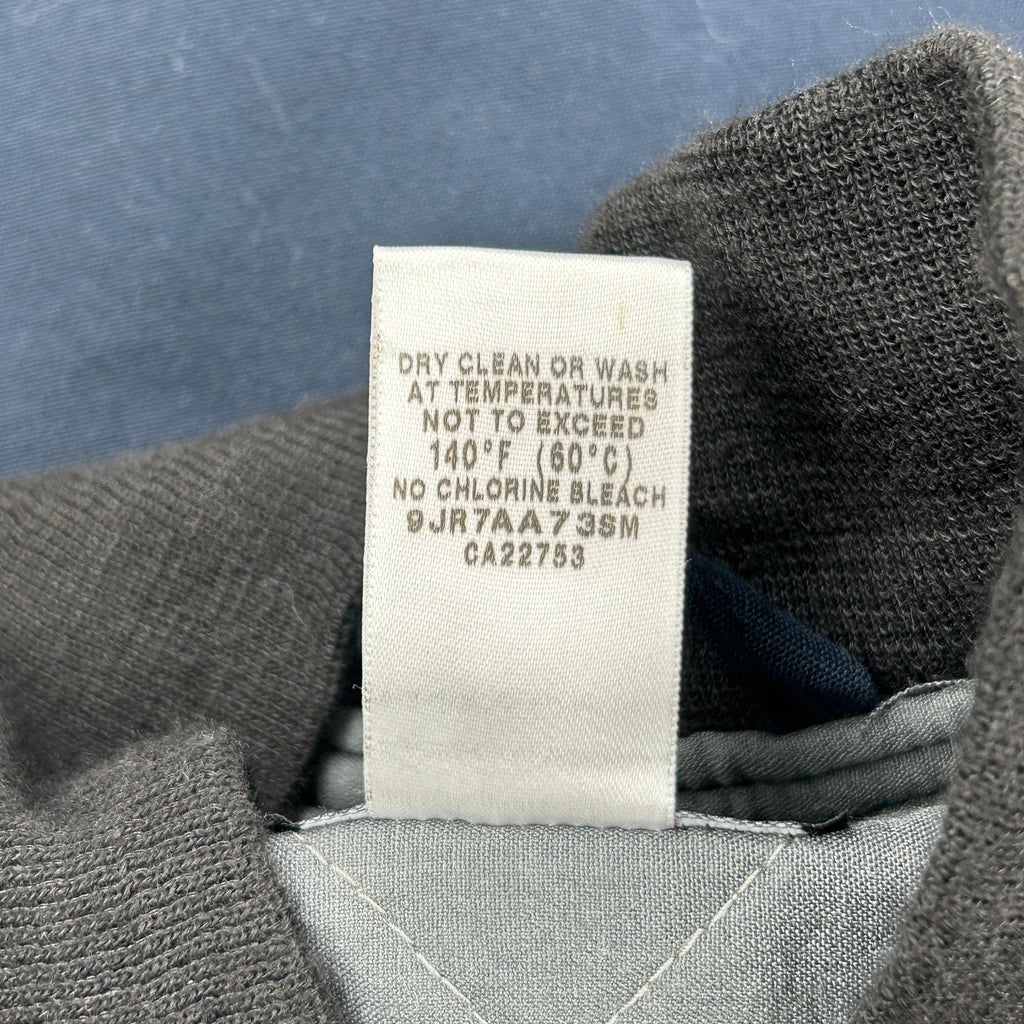 DRY CLEAN OR WASH
AT TEMPERATURES
NOT TO EXCEED
140°F (60°C)
NO CHLORINE BLEACH
9JR7AA73SM
CA22753